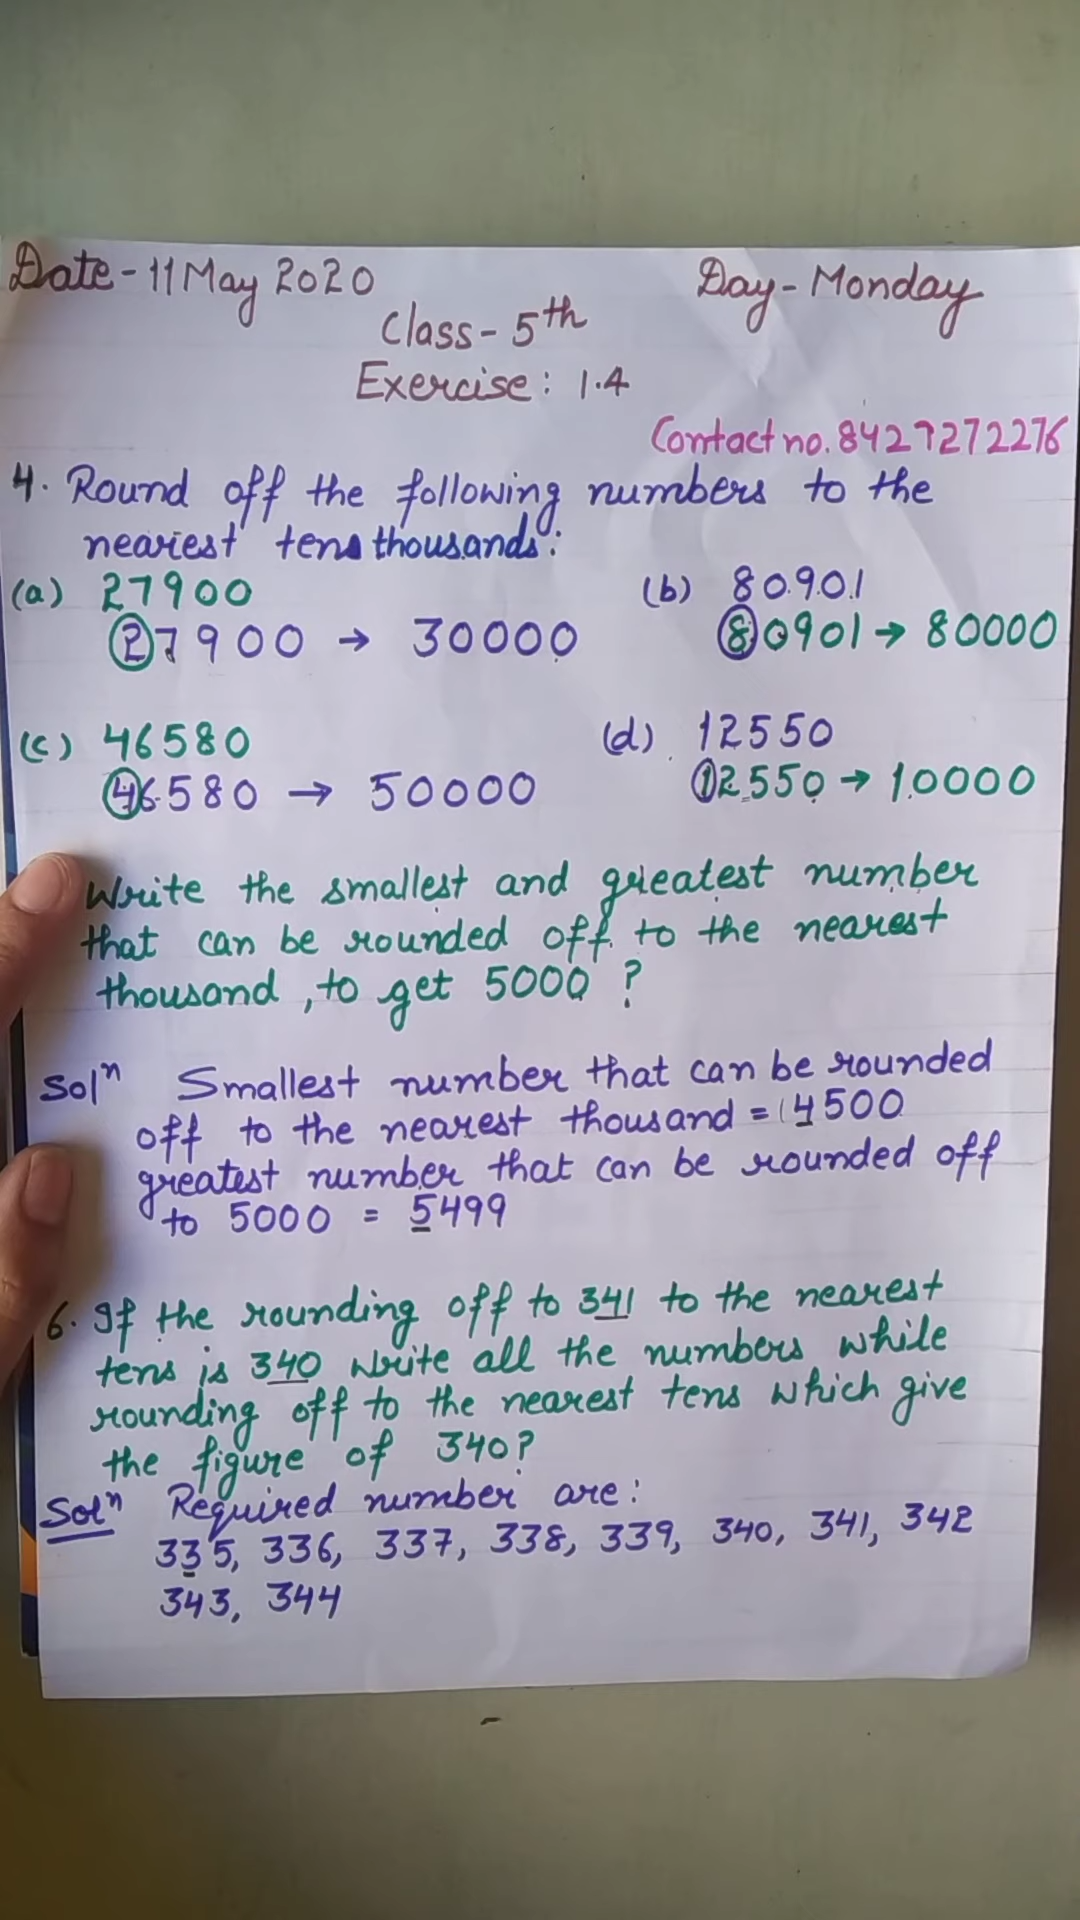 Date - 11 May 2020 Day - Monday
Class - 5th
Exercise: 1.4
Contact no. 8427272276
4. Round off the following numbers to the
nearest tens thousands:
(a) 27900 (b) 80901
27900 → 30000 80901 → 80000
(c) 46580 (d) 12550
46580 → 50000 12550 → 10000
Write the smallest and greatest number
that can be rounded off to the nearest
thousand, to get 5000 ?
Solⁿ Smallest number that can be rounded
off to the nearest thousand = 4500
greatest number that can be rounded off
to 5000 = 5499
6. If the rounding off to 341 to the nearest
tens is 340 Write all the numbers while
rounding off to the nearest tens which give
the figure of 340?
Solⁿ Required number are:
335, 336, 337, 338, 339, 340, 341, 342
343, 344